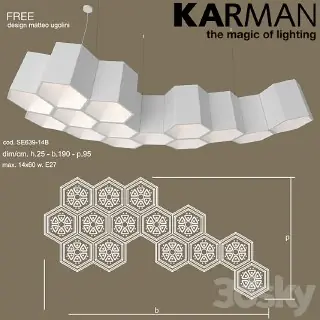 FREE
design matteo ugolini
KARMAN
the magic of lighting
cod. SE639-14B
dim/cm. h.25 - b.190 - p.95
max. 14x60 w. E27
p
b
3dsky